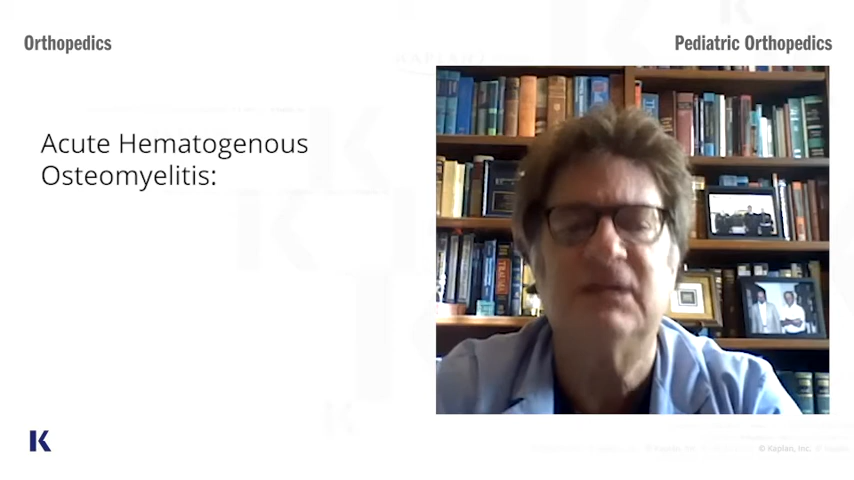 Orthopedics
Pediatric Orthopedics
Acute Hematogenous
Osteomyelitis:
K
© Kaplan, Inc.